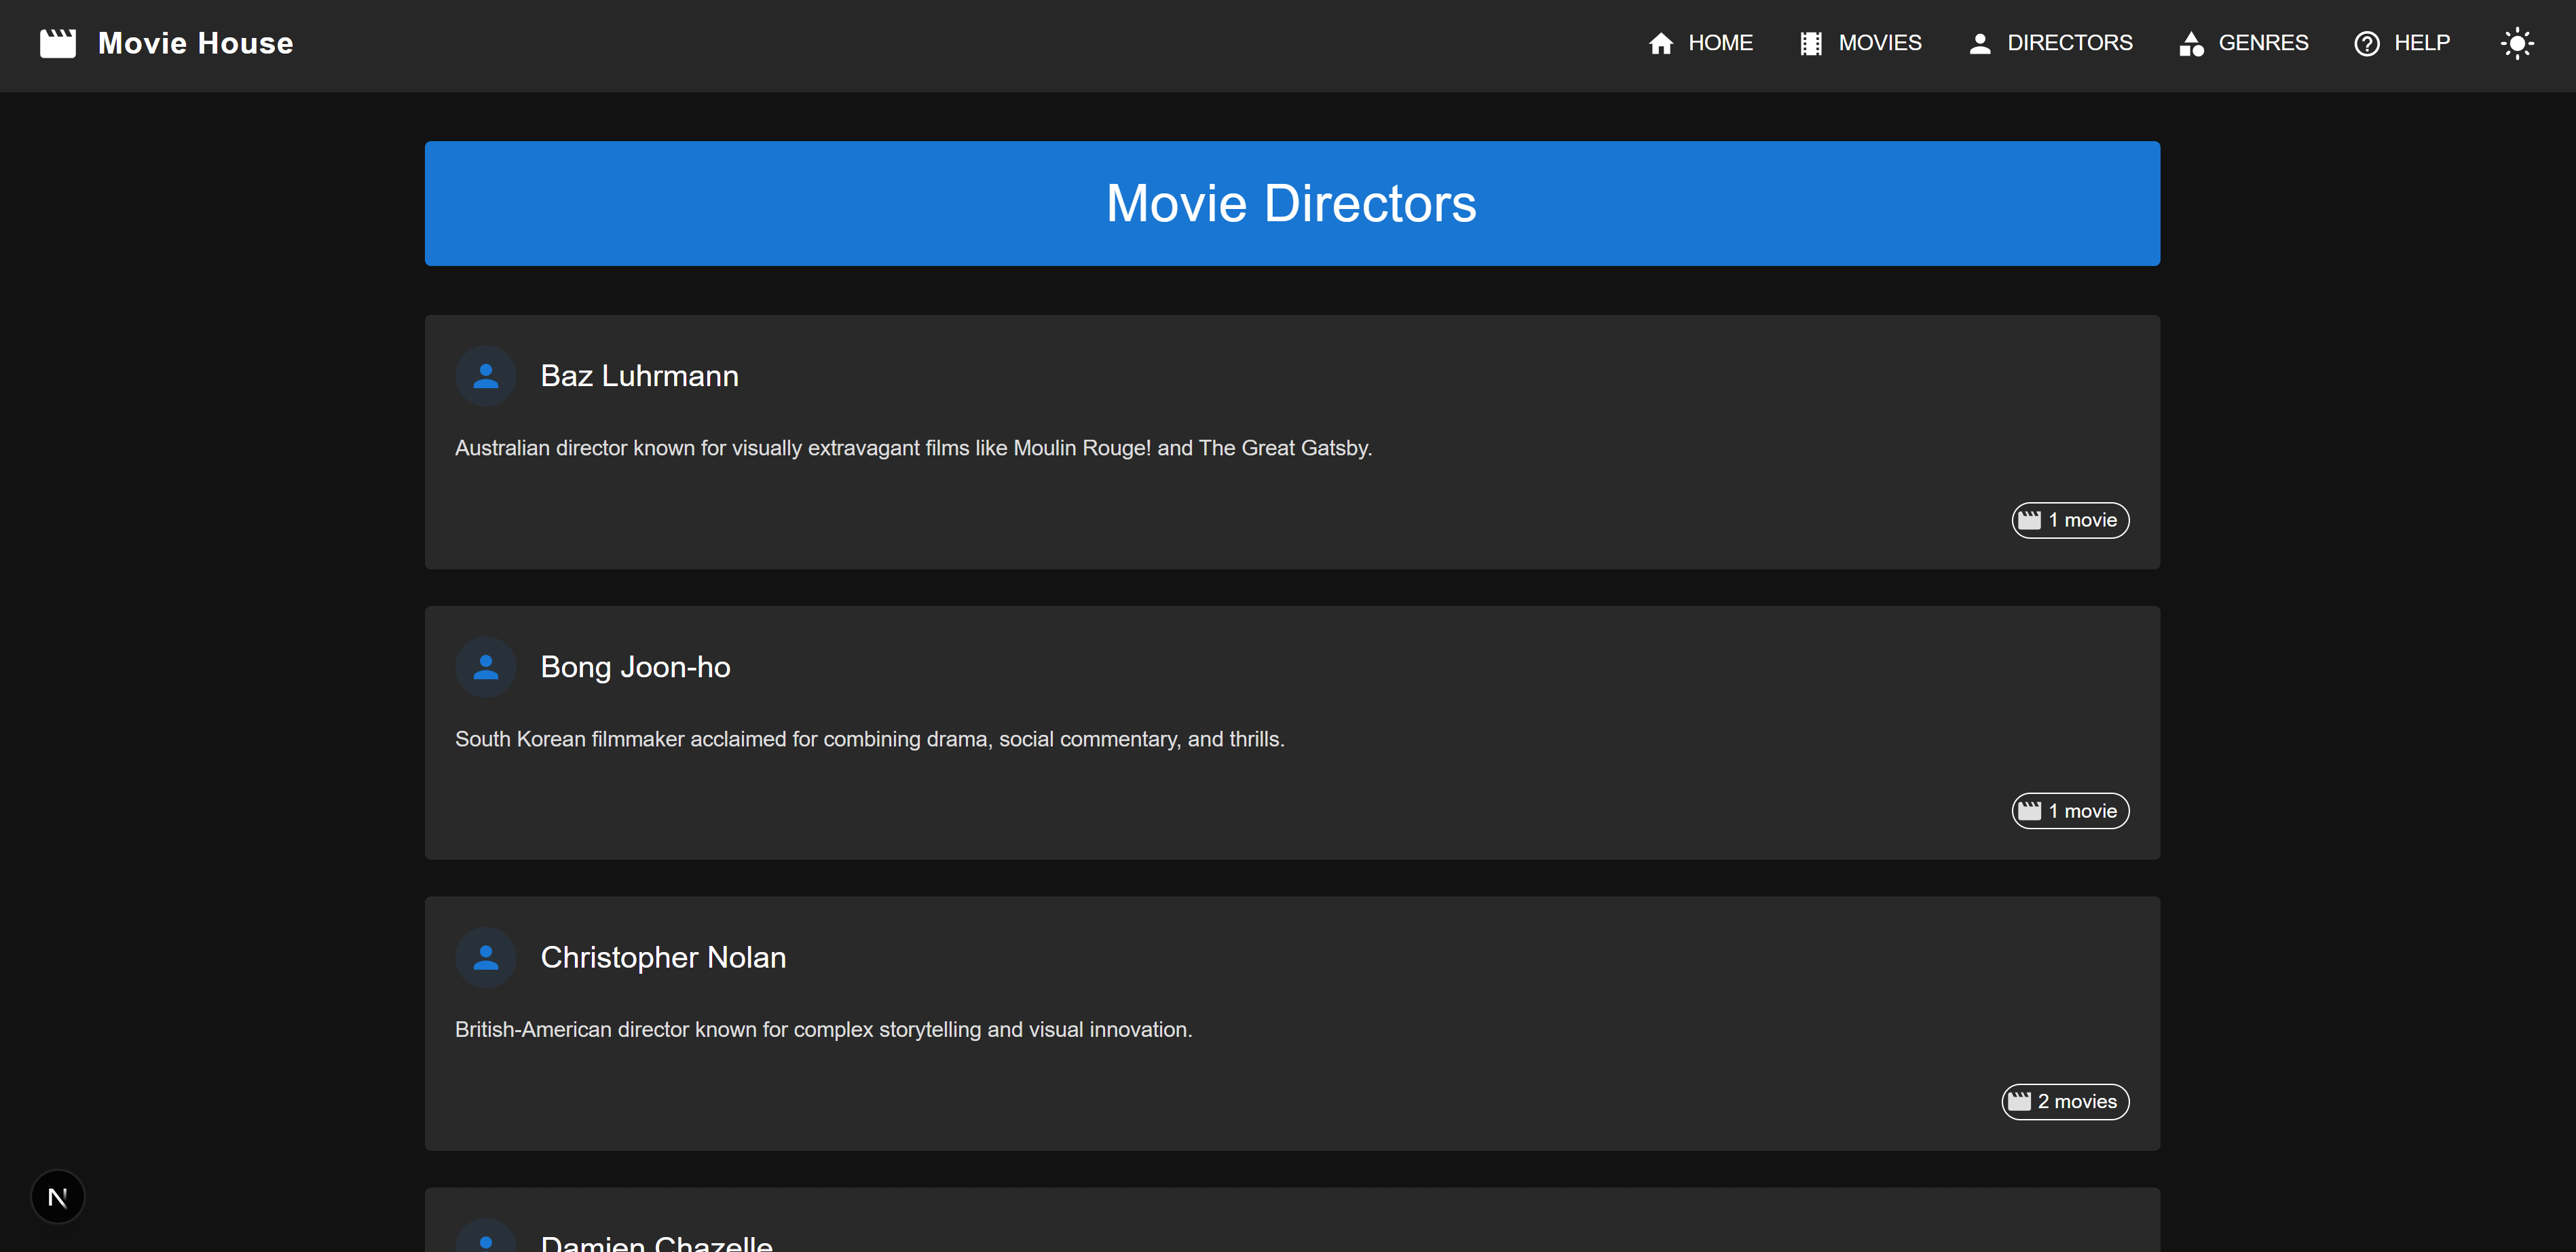 Movie House
HOME MOVIES DIRECTORS GENRES HELP
Movie Directors
Baz Luhrmann
Australian director known for visually extravagant films like Moulin Rouge! and The Great Gatsby.
1 movie
Bong Joon-ho
South Korean filmmaker acclaimed for combining drama, social commentary, and thrills.
1 movie
Christopher Nolan
British-American director known for complex storytelling and visual innovation.
2 movies
N
Damien Chazelle